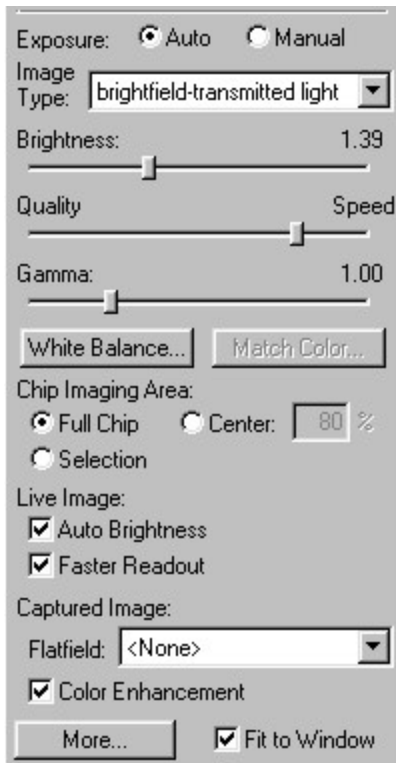 Exposure: Auto Manual
Image
Type: brightfield-transmitted light
Brightness: 1.39
Quality Speed
Gamma: 1.00
White Balance... Match Color...
Chip Imaging Area:
Full Chip Center: 80 %
Selection
Live Image:
Auto Brightness
Faster Readout
Captured Image:
Flatfield: <None>
Color Enhancement
More... Fit to Window